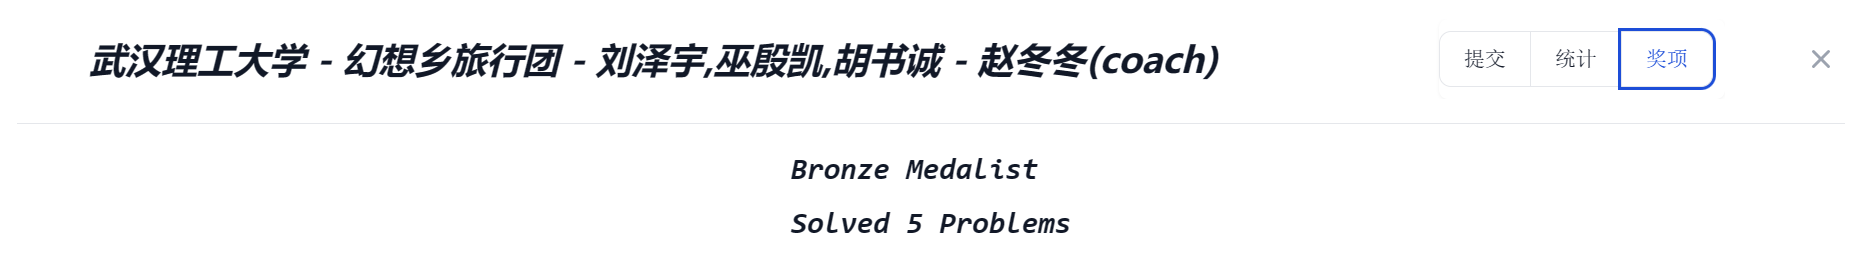 武汉理工大学 - 幻想乡旅行团 - 刘泽宇,巫殷凯,胡书诚 - 赵冬冬(coach)
提交 统计 奖项
Bronze Medalist
Solved 5 Problems